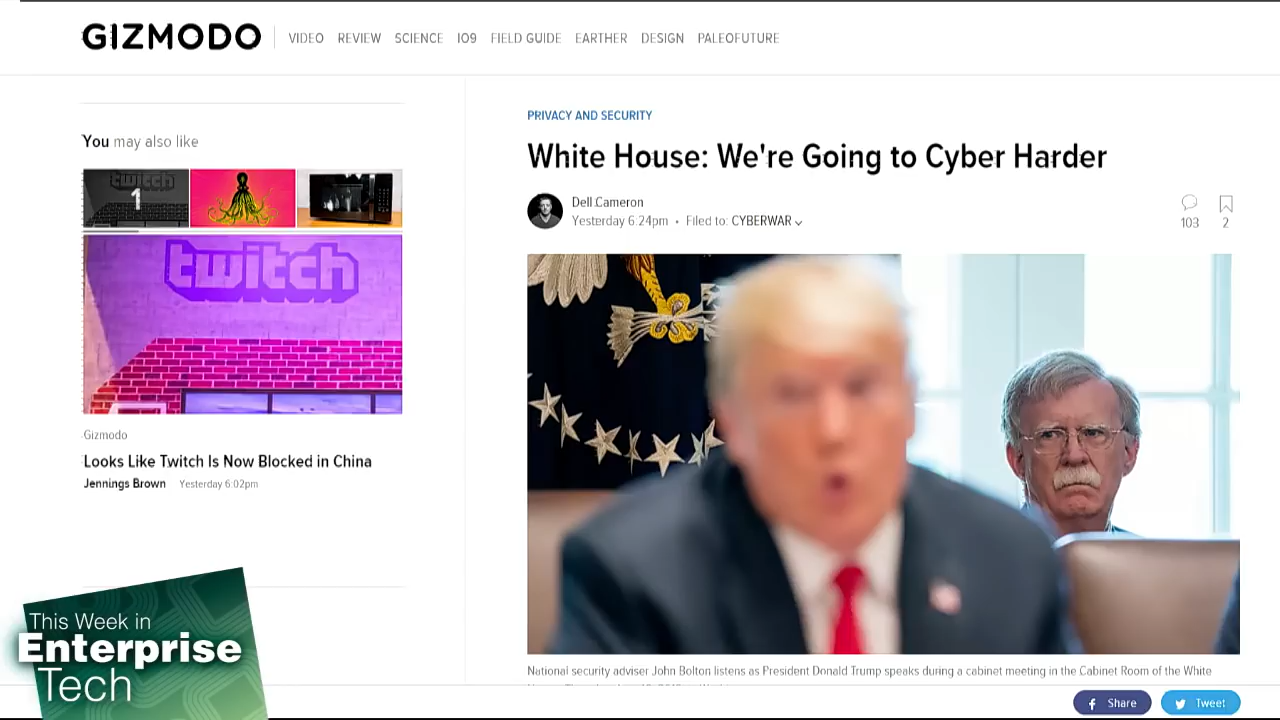 GIZMODO
VIDEO REVIEW SCIENCE IO9 FIELD GUIDE EARTHER DESIGN PALEOFUTURE
You may also like
twitch
1
twitch
Gizmodo
Looks Like Twitch Is Now Blocked in China
Jennings Brown Yesterday 6:02pm
PRIVACY AND SECURITY
White House: We're Going to Cyber Harder
Dell Cameron
Yesterday 6:24pm • Filed to: CYBERWAR
103
2
National security adviser John Bolton listens as President Donald Trump speaks during a cabinet meeting in the Cabinet Room of the White
Share
Tweet
This Week in
Enterprise
Tech